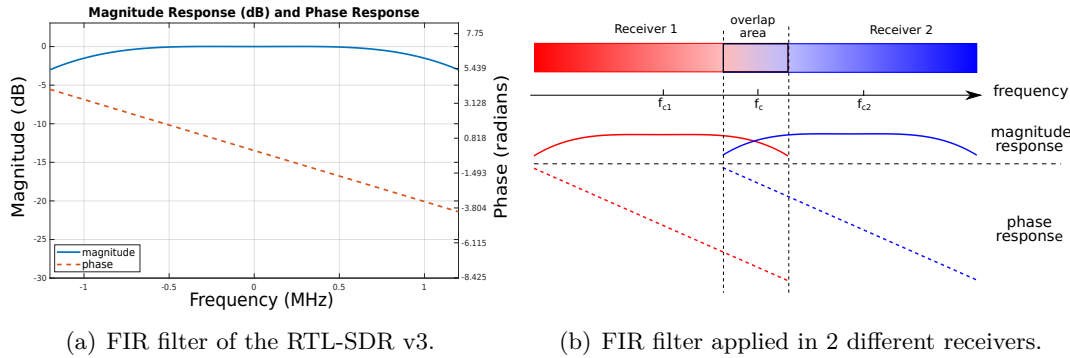 Magnitude Response (dB) and Phase Response
Magnitude (dB)
0
-5
-10
-15
-20
-25
-30
-1
-0.5
0
0.5
1
Frequency (MHz)
7.75
5.439
3.128
0.818
-1.493
-3.804
-6.115
-8.425
Phase (radians)
magnitude
phase
(a) FIR filter of the RTL-SDR v3.
Receiver 1
overlap
area
Receiver 2
fc1
fc
fc2
frequency
magnitude
response
phase
response
(b) FIR filter applied in 2 different receivers.